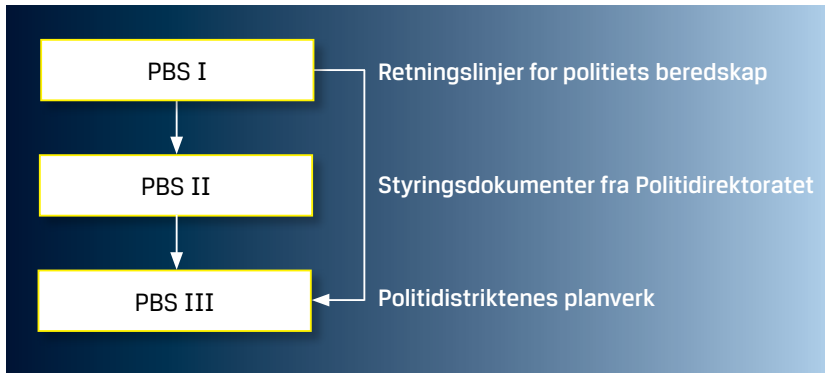 PBS I
Retningslinjer for politiets beredskap
PBS II
Styringsdokumenter fra Politidirektoratet
PBS III
Politidistriktenes planverk